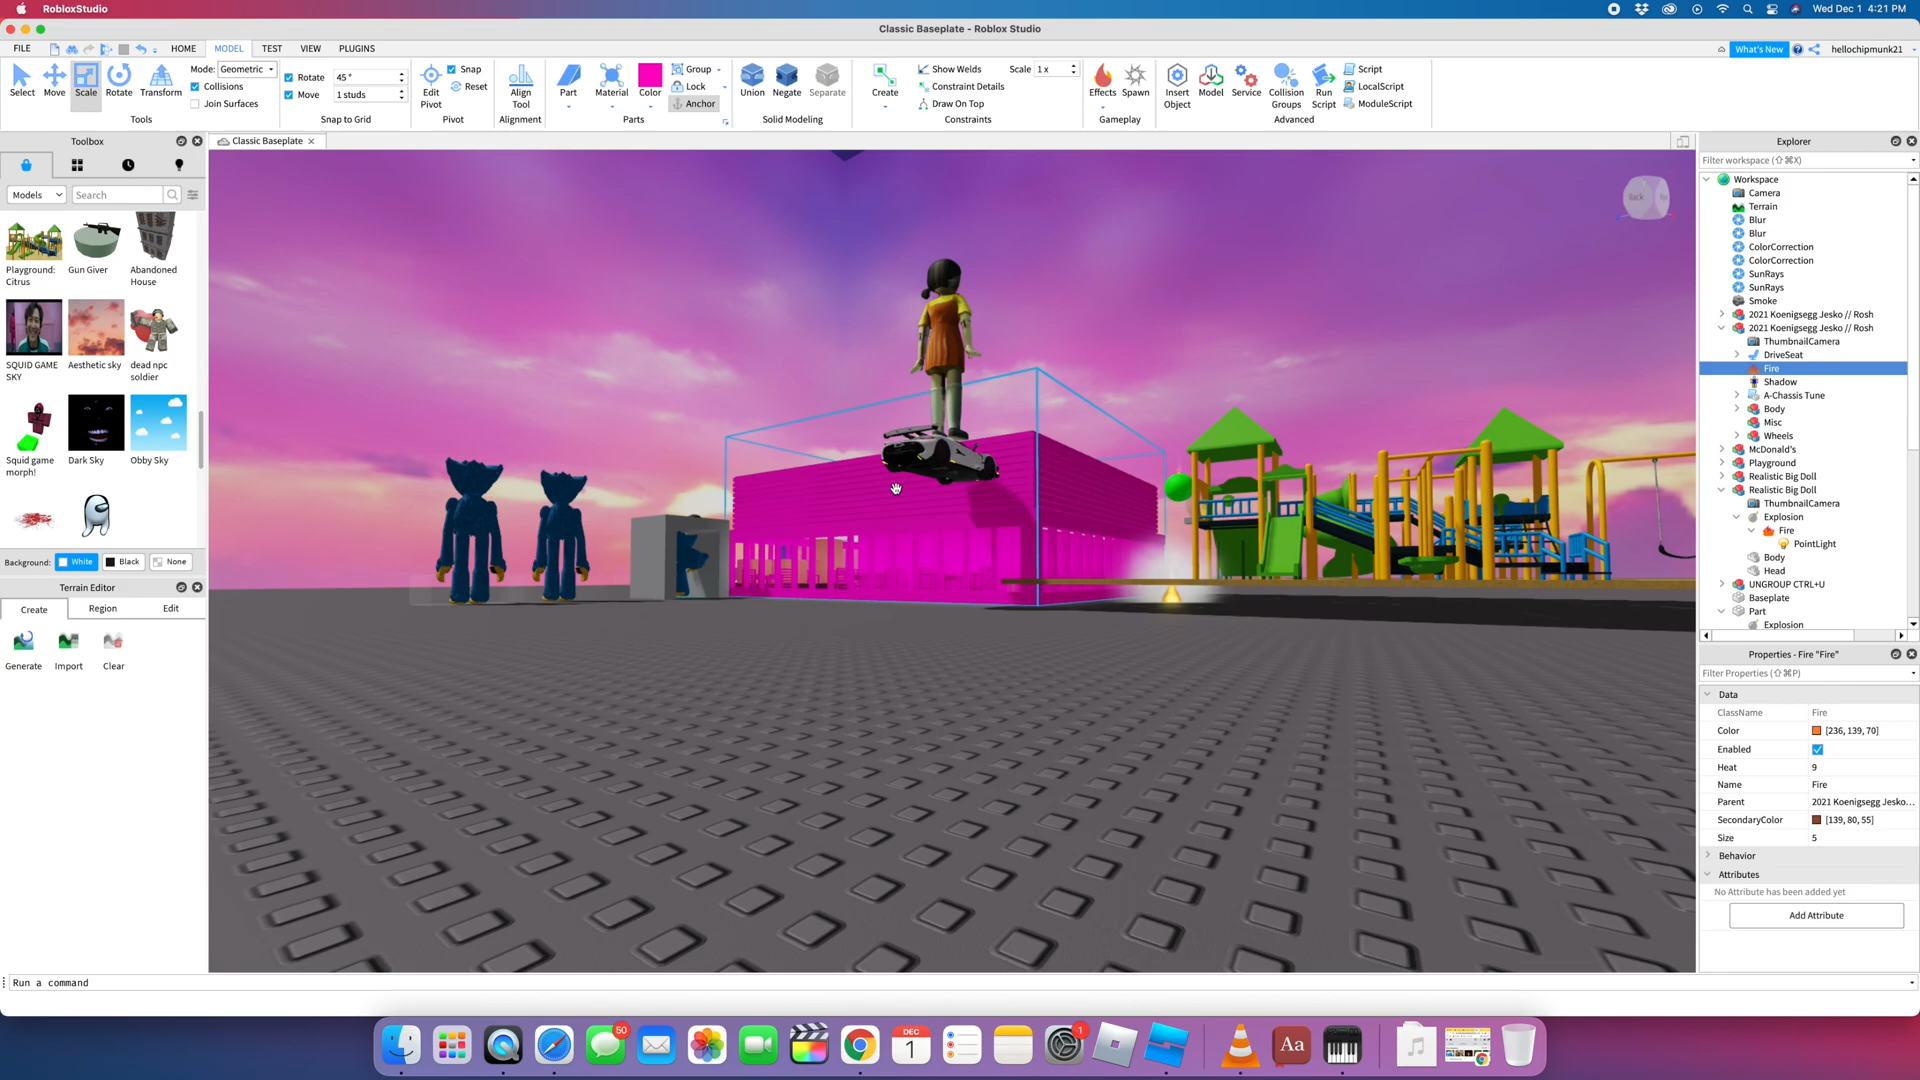 RobloxStudio
Wed Dec 1 4:21 PM
Classic Baseplate - Roblox Studio
FILE HOME MODEL TEST VIEW PLUGINS
What's New hellochipmunk21
Select Move Scale Rotate Transform
Mode: Geometric
Collisions
Join Surfaces
Tools
Rotate 45 °
Move 1 studs
Snap to Grid
Edit Pivot
Snap
Reset
Pivot
Align Tool
Alignment
Part Material Color
Group
Lock
Anchor
Parts
Union Negate Separate
Solid Modeling
Create
Show Welds
Constraint Details
Draw On Top
Scale 1 x
Constraints
Effects Spawn
Gameplay
Insert Object
Model
Service
Collision Groups
Run Script
Script
LocalScript
ModuleScript
Advanced
Toolbox
Models Search
Playground: Citrus
Gun Giver
Abandoned House
SQUID GAME SKY
Aesthetic sky
dead npc soldier
Squid game morph!
Dark Sky
Obby Sky
Background: White Black None
Terrain Editor
Create Region Edit
Generate Import Clear
Classic Baseplate
Back
Explorer
Filter workspace (⇧⌘X)
Workspace
Camera
Terrain
Blur
Blur
ColorCorrection
ColorCorrection
SunRays
SunRays
Smoke
2021 Koenigsegg Jesko // Rosh
2021 Koenigsegg Jesko // Rosh
ThumbnailCamera
DriveSeat
Fire
Shadow
A-Chassis Tune
Body
Misc
Wheels
McDonald's
Playground
Realistic Big Doll
Realistic Big Doll
ThumbnailCamera
Explosion
Fire
PointLight
Body
Head
UNGROUP CTRL+U
Baseplate
Part
Explosion
Properties - Fire "Fire"
Filter Properties (⇧⌘P)
Data
ClassName Fire
Color [236, 139, 70]
Enabled
Heat 9
Name Fire
Parent 2021 Koenigsegg Jesko...
SecondaryColor [139, 80, 55]
Size 5
Behavior
Attributes
No Attribute has been added yet
Add Attribute
Run a command
50
DEC
1
1
Aa